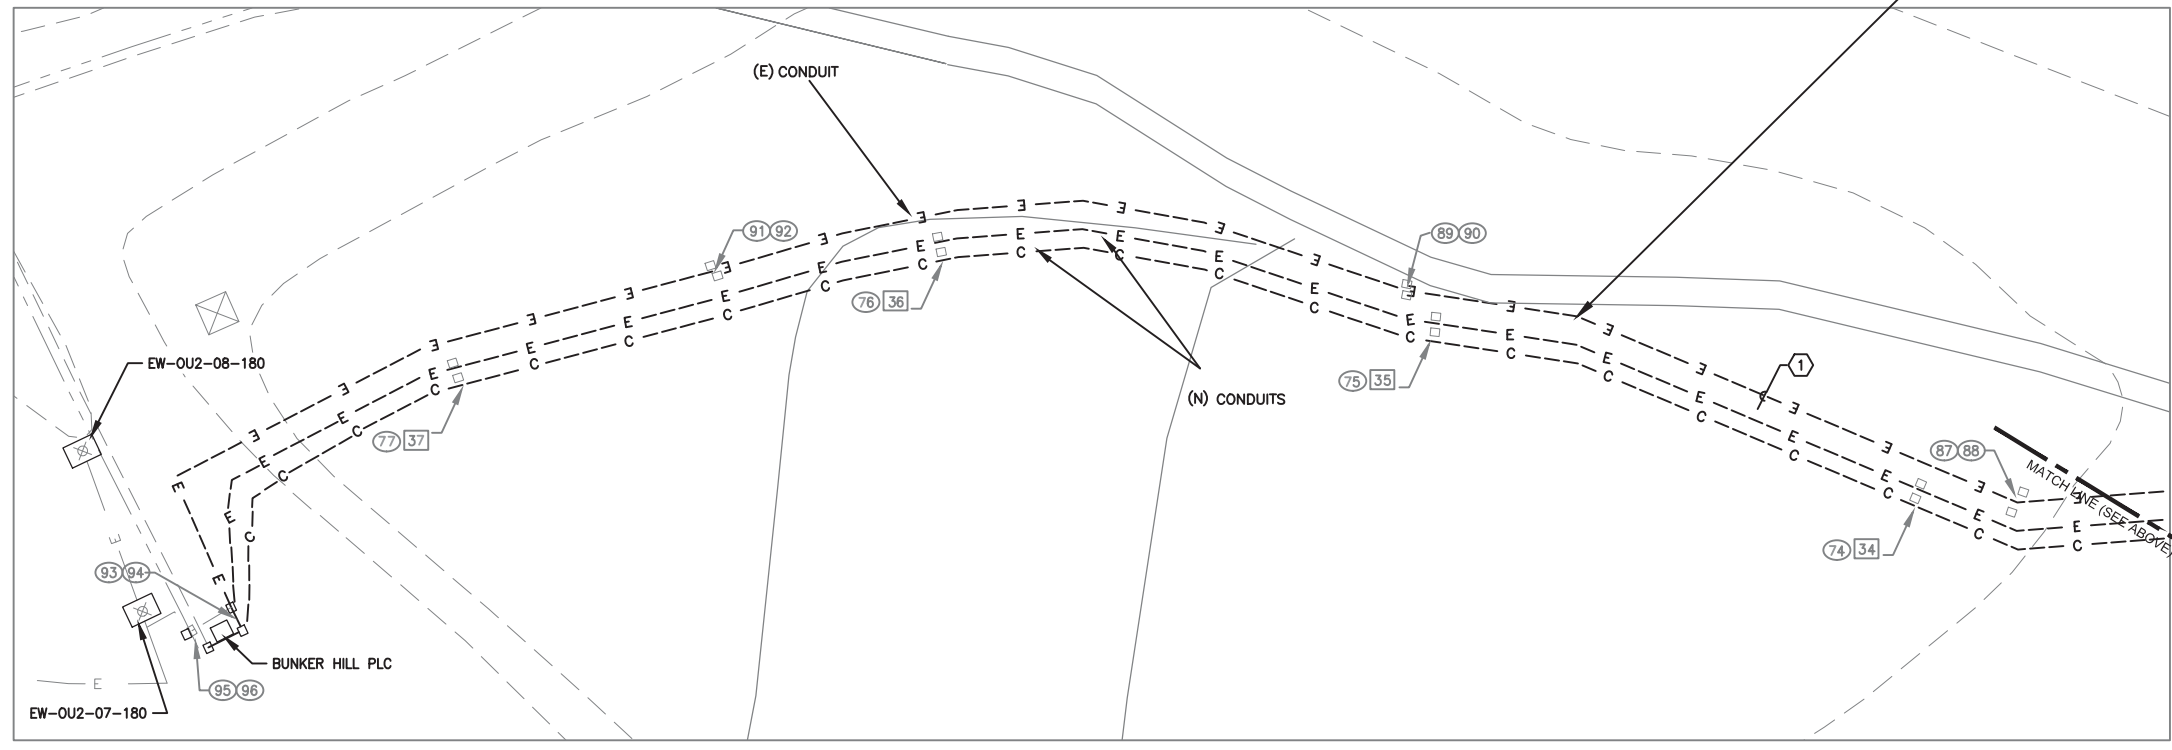 (E) CONDUIT
91 92
89 90
76 36
EW-OU2-08-180
1
75 35
(N) CONDUITS
77 37
87 88
MATCH LINE (SEE ABOVE)
74 34
93 94
BUNKER HILL PLC
95 96
EW-OU2-07-180
E E E E E E E E E E E E E E E E E E E
E E E E E E E E E E E E E E E E E E
C C C C C C C C C C C C C C C C C C
E
E